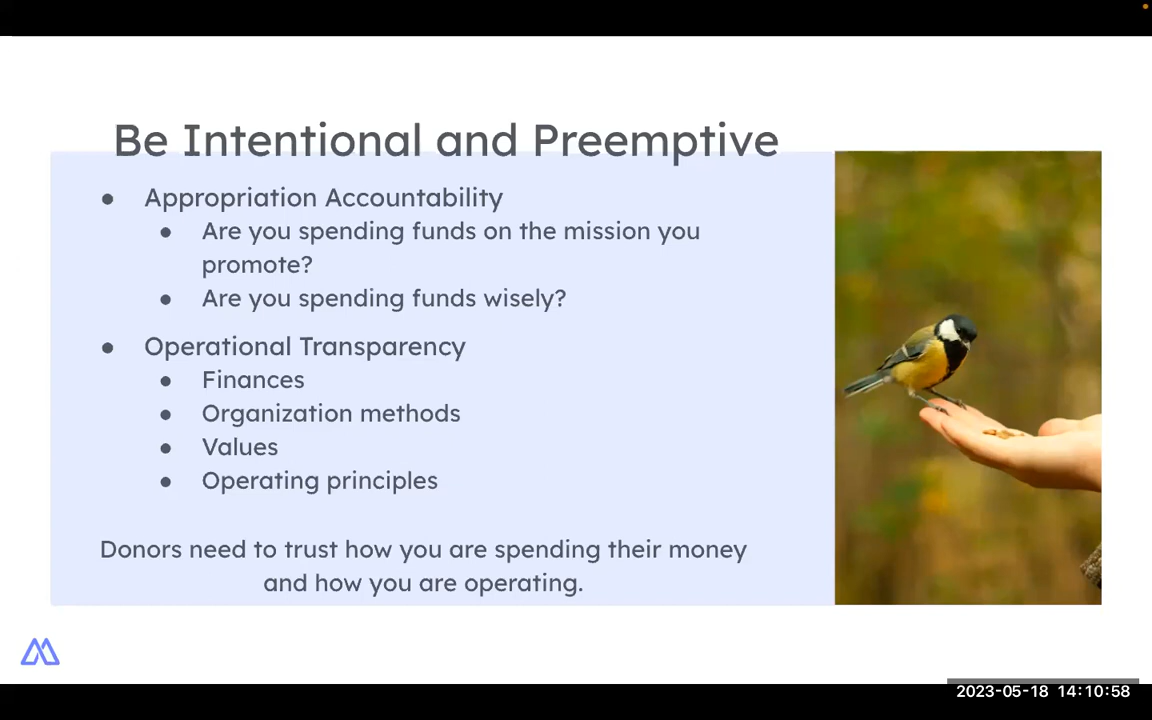 Be Intentional and Preemptive
● Appropriation Accountability
● Are you spending funds on the mission you
promote?
● Are you spending funds wisely?
● Operational Transparency
● Finances
● Organization methods
● Values
● Operating principles
Donors need to trust how you are spending their money
and how you are operating.
2023-05-18 14:10:58